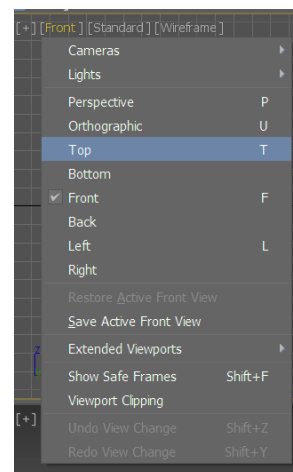 [+] [Front ] [Standard ] [Wireframe ]
Cameras
Lights
Perspective P
Orthographic U
Top T
Bottom
Front F
Back
Left L
Right
Restore Active Front View
Save Active Front View
Extended Viewports
Show Safe Frames Shift+F
Viewport Clipping
Undo View Change Shift+Z
Redo View Change Shift+Y
z
[+]